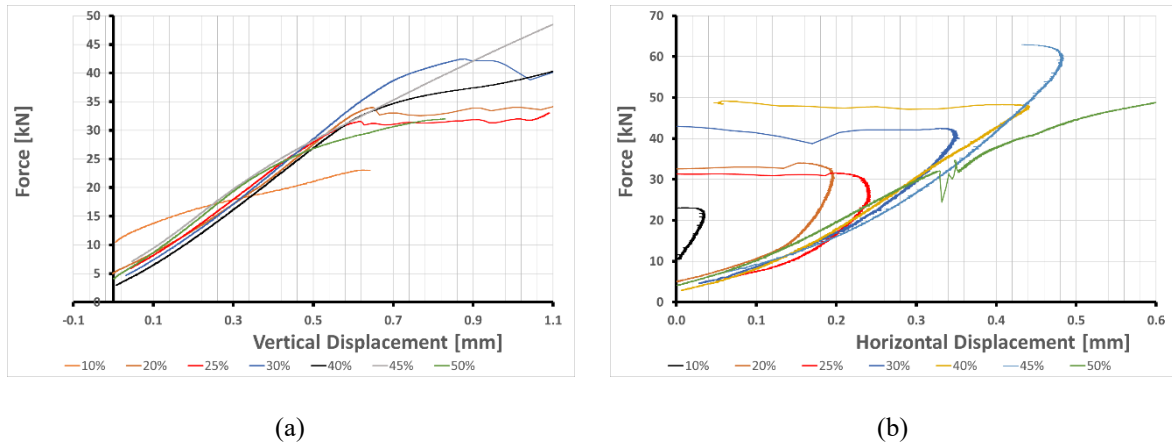 50
45
40
35
30
25
20
15
10
5
0
Force [kN]
-0.1 0.1 0.3 0.5 0.7 0.9 1.1
Vertical Displacement [mm]
10% 20% 25% 30% 40% 45% 50%
(a)
70
60
50
40
30
20
10
0
Force [kN]
0.0 0.1 0.2 0.3 0.4 0.5 0.6
Horizontal Displacement [mm]
10% 20% 25% 30% 40% 45% 50%
(b)